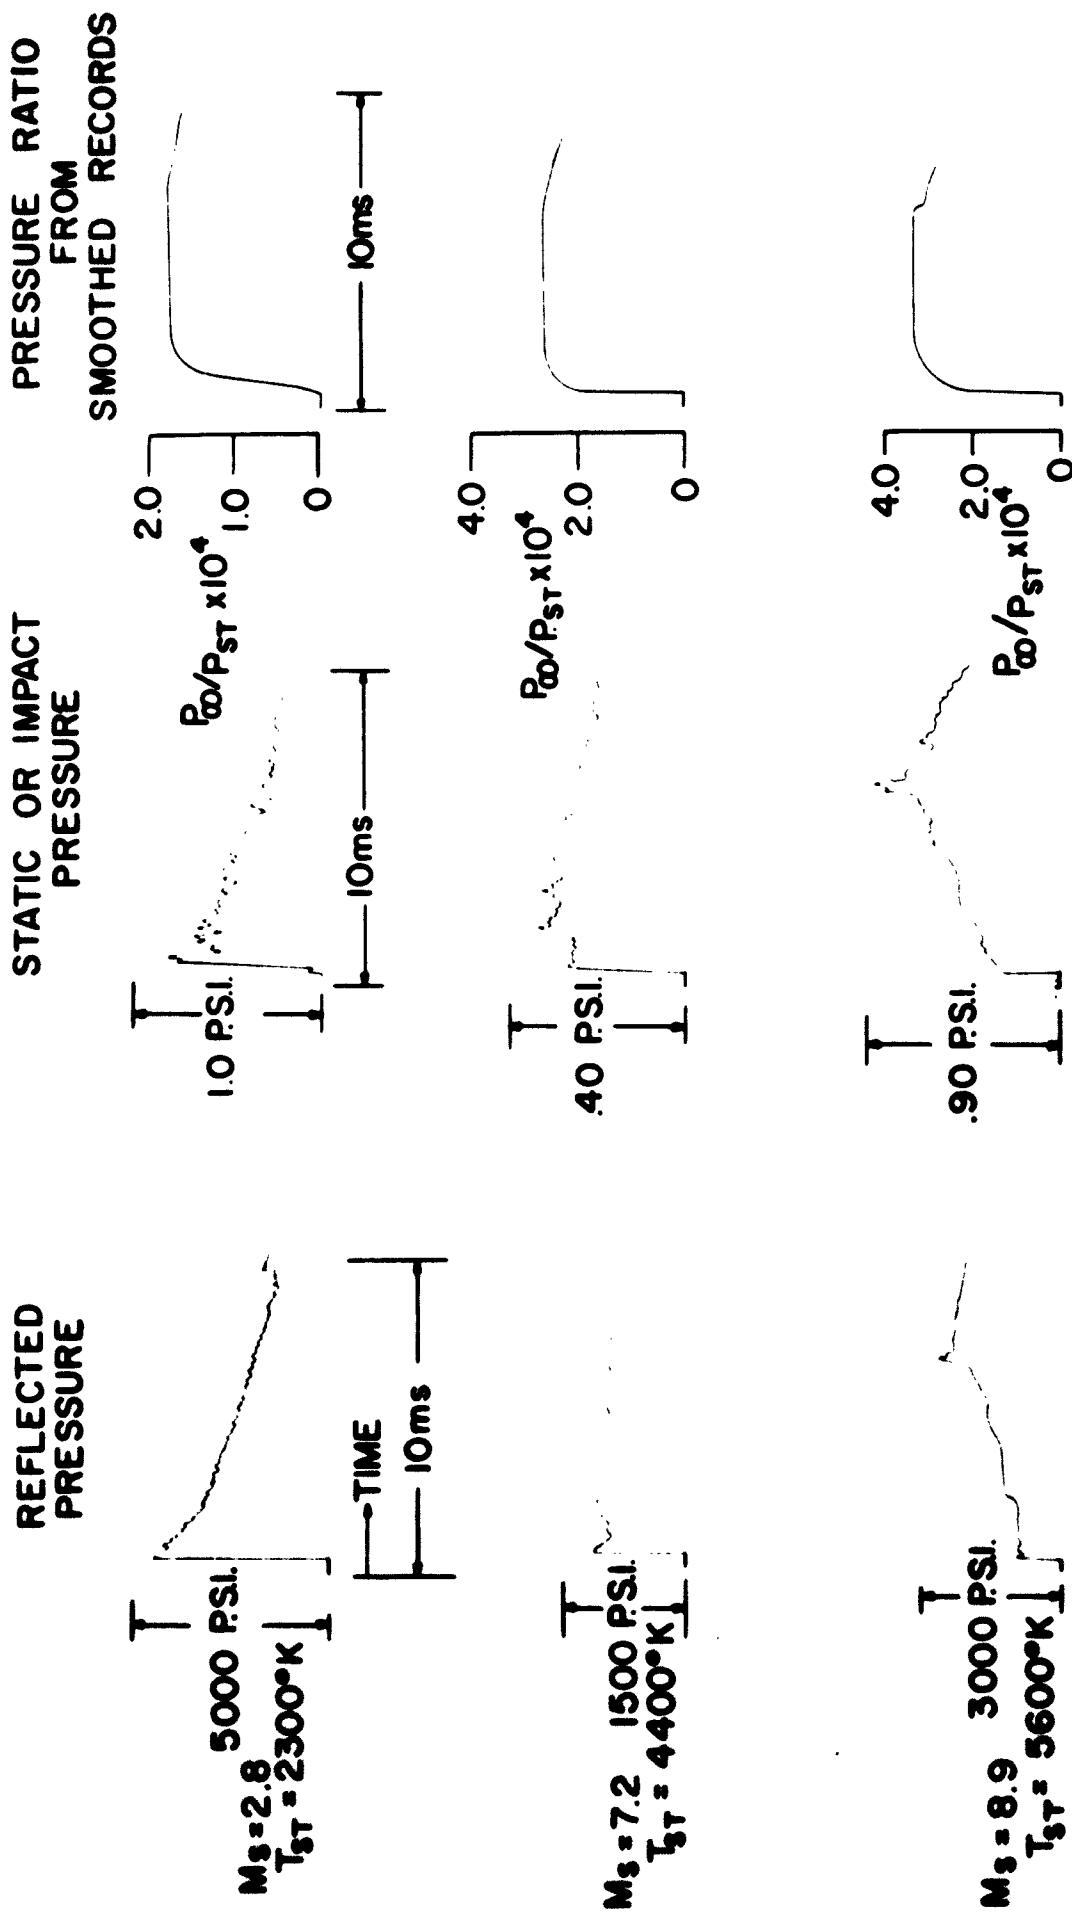 REFLECTED
PRESSURE
STATIC OR IMPACT
PRESSURE
PRESSURE RATIO
FROM
SMOOTHED RECORDS
5000 P.S.I.
MS=2.8
TST=2300°K
TIME
10ms
1.0 P.S.I.
10ms
P∞/PST x10⁴
2.0
1.0
0
10ms
1500 P.S.I.
MS=7.2
TST = 4400°K
.40 P.S.I.
P∞/PST x10⁴
4.0
2.0
0
3000 P.S.I.
MS = 8.9
TST = 5600°K
.90 P.S.I.
P∞/PST x10⁴
4.0
2.0
0